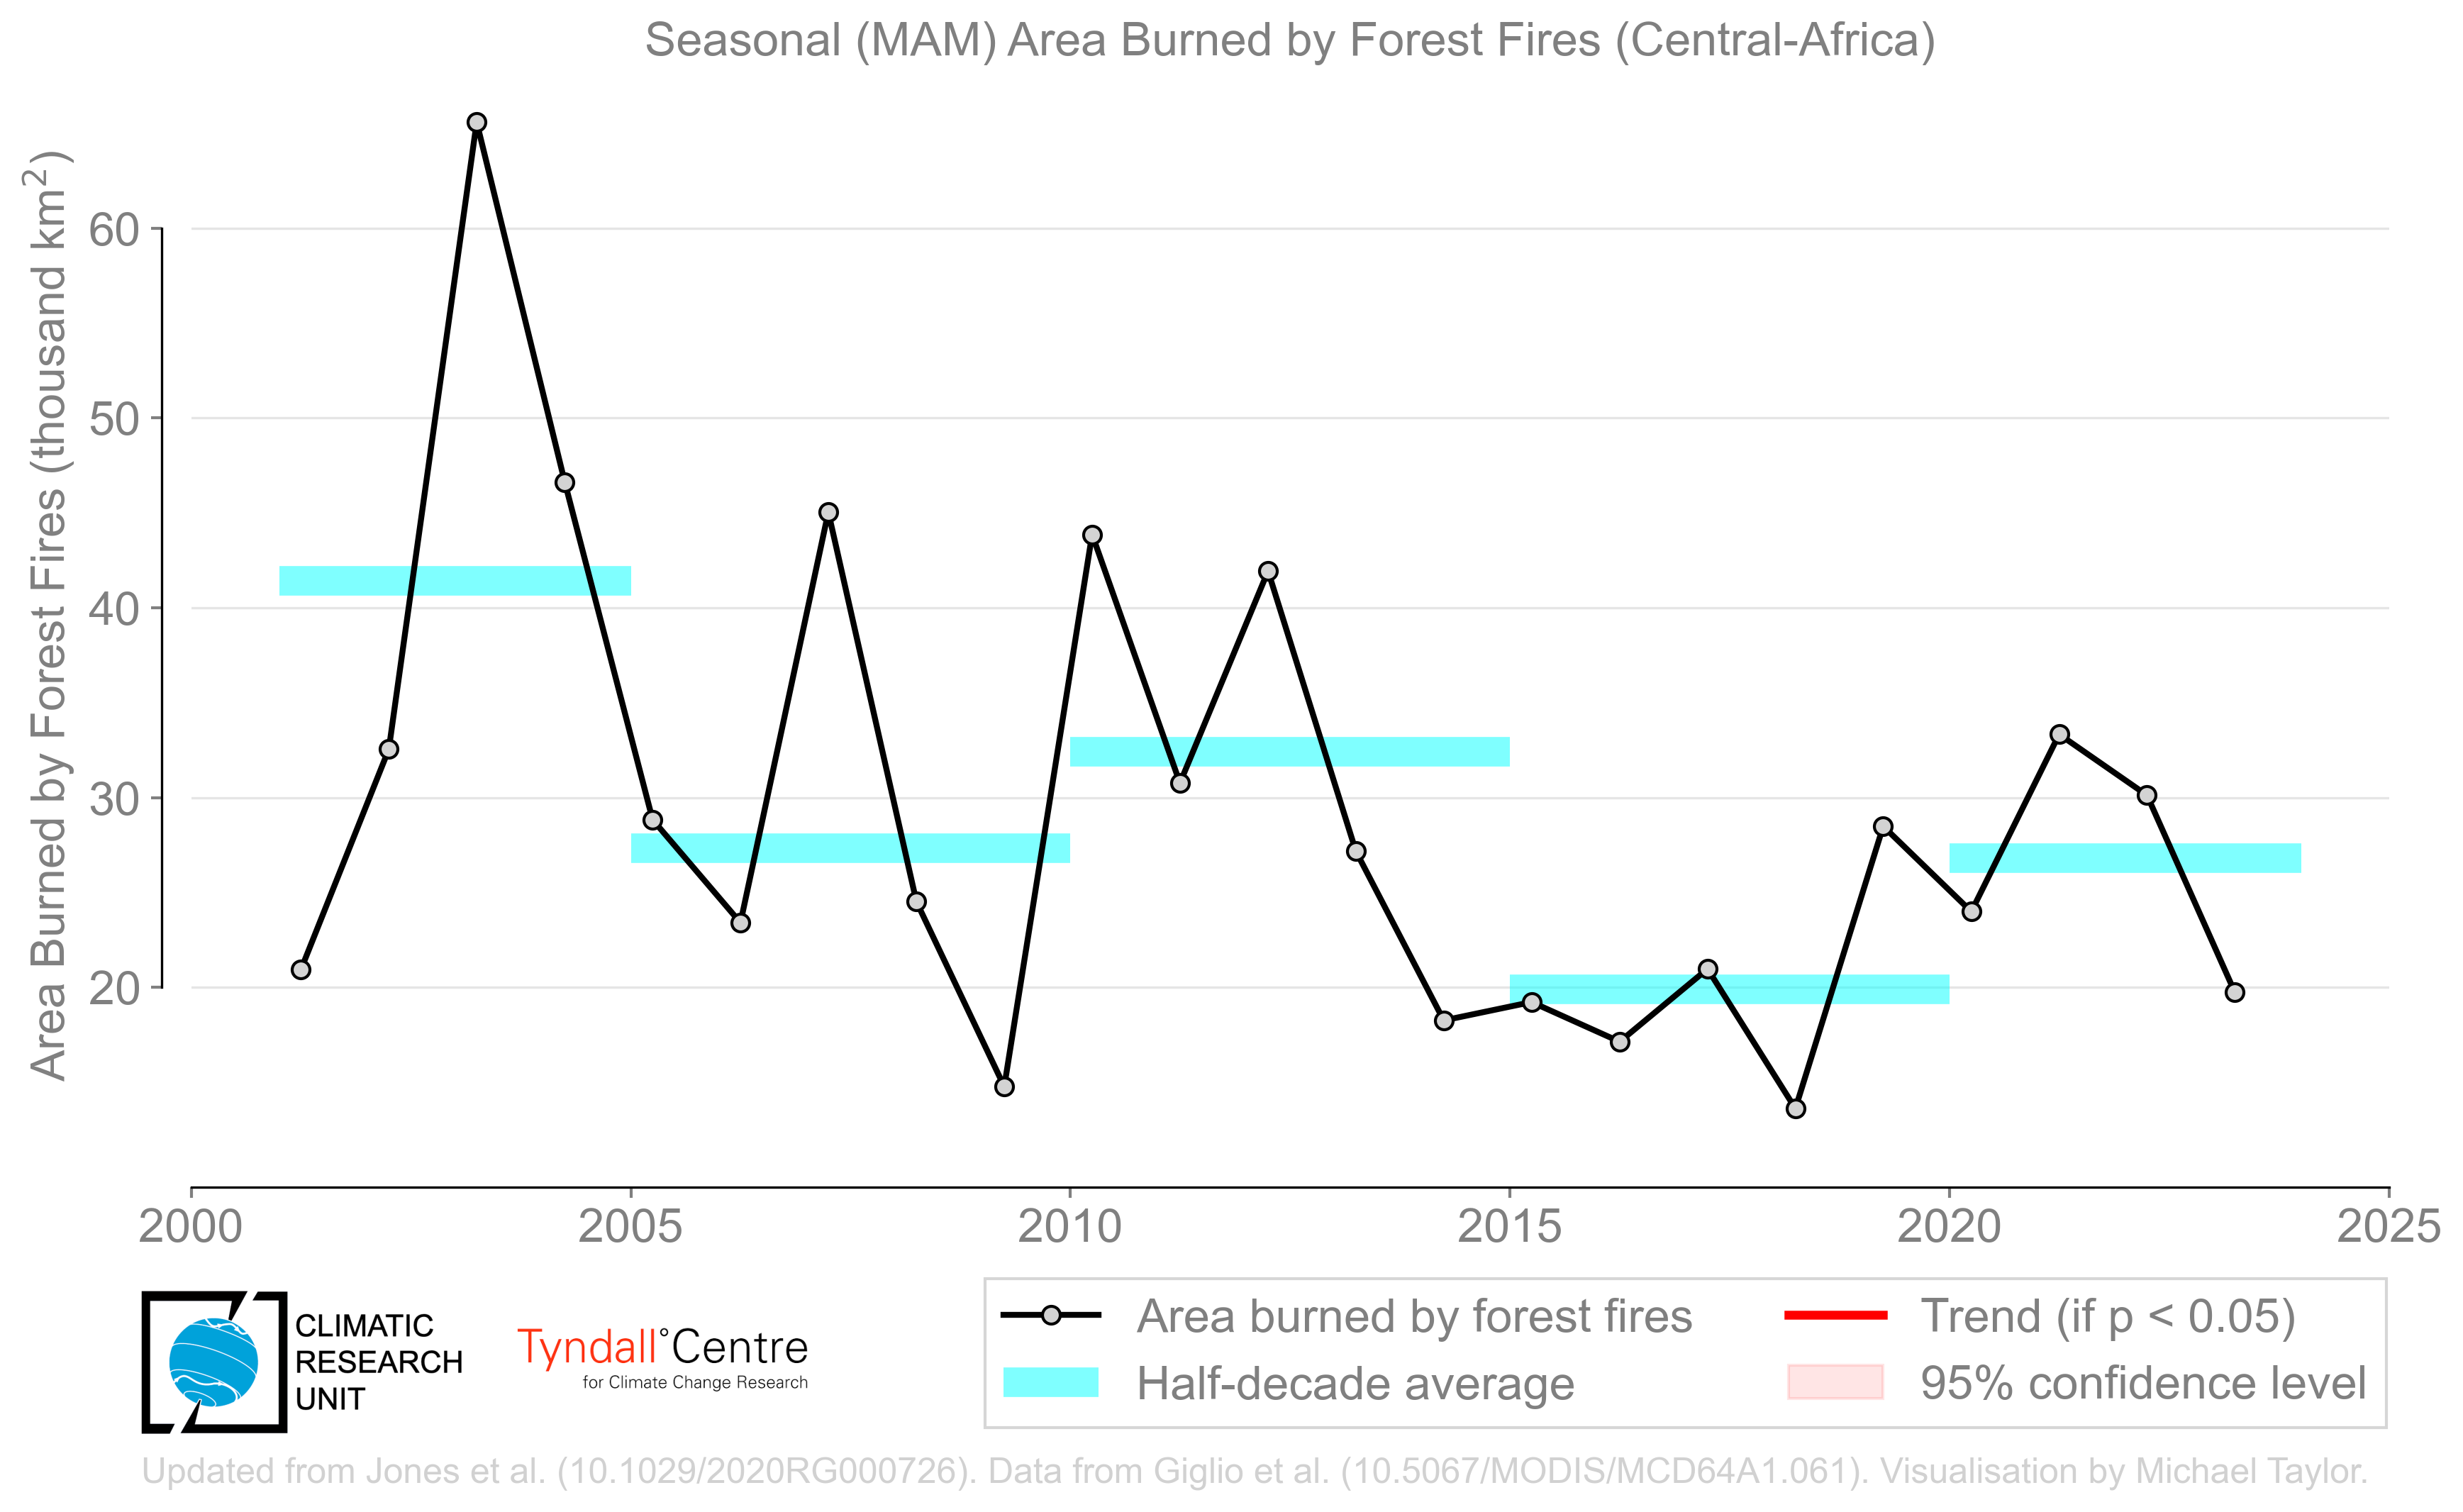 Seasonal (MAM) Area Burned by Forest Fires (Central-Africa)
Area Burned by Forest Fires (thousand km²)
60
50
40
30
20
2000
2005
2010
2015
2020
2025
CLIMATIC
RESEARCH
UNIT
Tyndall°Centre
for Climate Change Research
Area burned by forest fires
Half-decade average
Trend (if p < 0.05)
95% confidence level
Updated from Jones et al. (10.1029/2020RG000726). Data from Giglio et al. (10.5067/MODIS/MCD64A1.061). Visualisation by Michael Taylor.